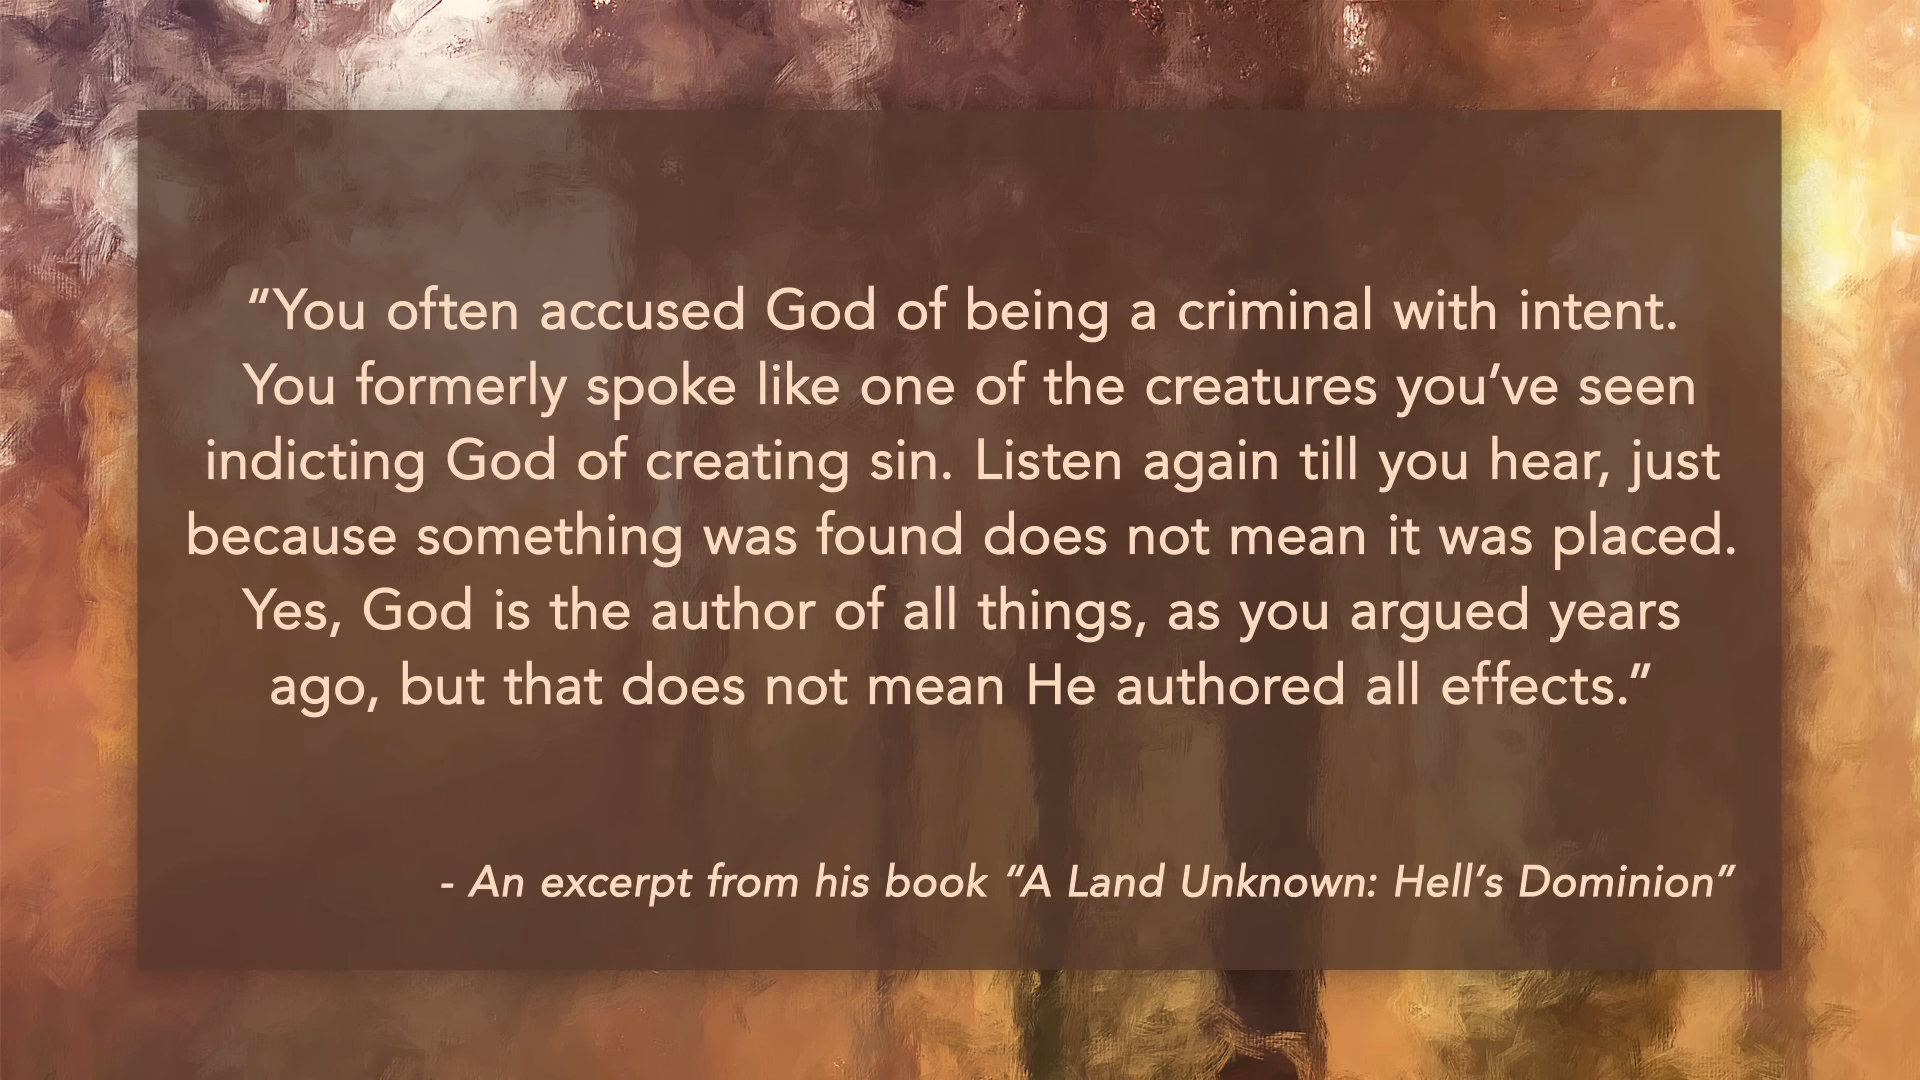 “You often accused God of being a criminal with intent.
You formerly spoke like one of the creatures you’ve seen
indicting God of creating sin. Listen again till you hear, just
because something was found does not mean it was placed.
Yes, God is the author of all things, as you argued years
ago, but that does not mean He authored all effects.”
- An excerpt from his book “A Land Unknown: Hell’s Dominion”